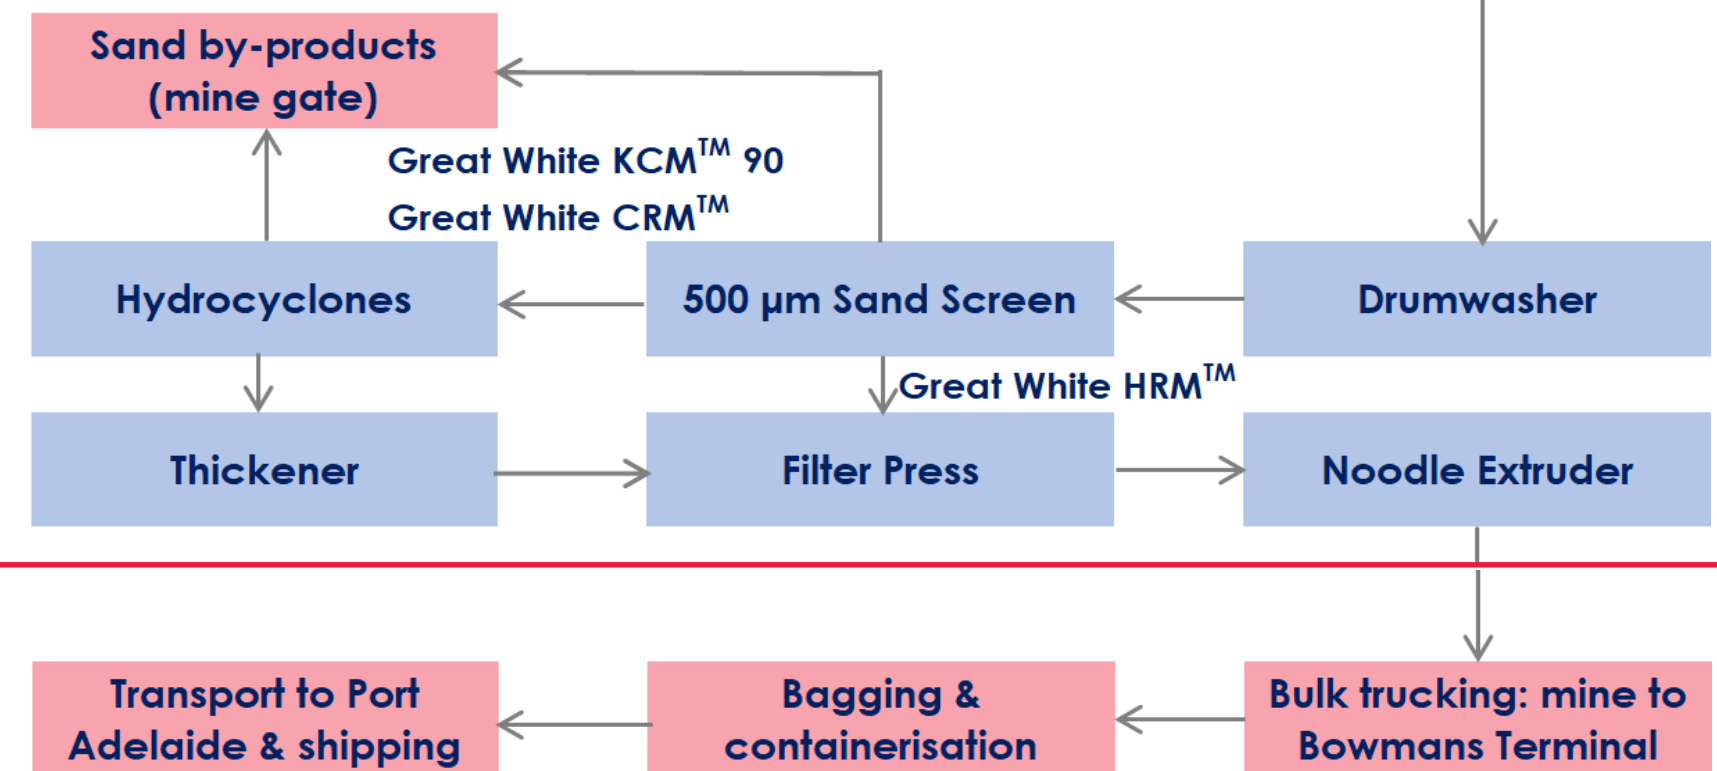 Sand by-products
(mine gate)
Great White KCM™ 90
Great White CRM™
Hydrocyclones
500 µm Sand Screen
Drumwasher
Great White HRM™
Thickener
Filter Press
Noodle Extruder
Transport to Port
Adelaide & shipping
Bagging &
containerisation
Bulk trucking: mine to
Bowmans Terminal